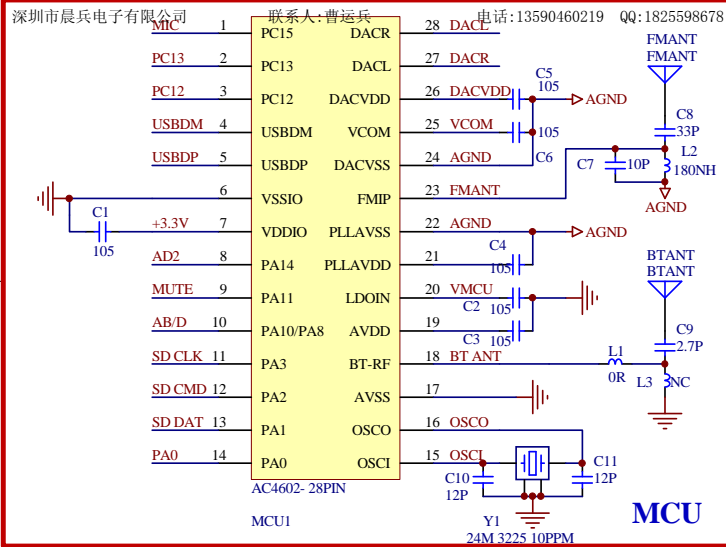 深圳市晨兵电子有限公司 联系人:曹运兵 电话:13590460219 QQ:1825598678
MIC 1 PC15 DACR 28 DACL
PC13 2 PC13 DACL 27 DACR
PC12 3 PC12 DACVDD 26 DACVDD
USBDM 4 USBDM VCOM 25 VCOM
USBDP 5 USBDP DACVSS 24 AGND
6 VSSIO FMIP 23 FMANT
+3.3V 7 VDDIO PLLAVSS 22 AGND
AD2 8 PA14 PLLAVDD 21
MUTE 9 PA11 LDOIN 20 VMCU
AB/D 10 PA10/PA8 AVDD 19
SD CLK 11 PA3 BT-RF 18 BT ANT
SD CMD 12 PA2 AVSS 17
SD DAT 13 PA1 OSCO 16 OSCO
PA0 14 PA0 OSCI 15 OSCI
AC4602- 28PIN
MCU1
C1
105
C5
105
AGND
105
C6
AGND
C4
105
C2 105
C3 105
FMANT
FMANT
C8
33P
L2
180NH
C7 10P
AGND
BTANT
BTANT
C9
2.7P
L1
0R
L3 NC
C10
12P
C11
12P
Y1
24M 3225 10PPM
MCU